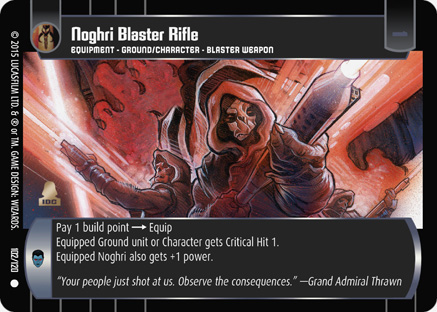 Noghri Blaster Rifle
EQUIPMENT - GROUND/CHARACTER - BLASTER WEAPON
© 2015 LUCASFILM LTD. & ® OR TM. GAME DESIGN: WIZARDS.
102/120
IDC
Pay 1 build point → Equip
Equipped Ground unit or Character gets Critical Hit 1.
Equipped Noghri also gets +1 power.
“Your people just shot at us. Observe the consequences.” —Grand Admiral Thrawn